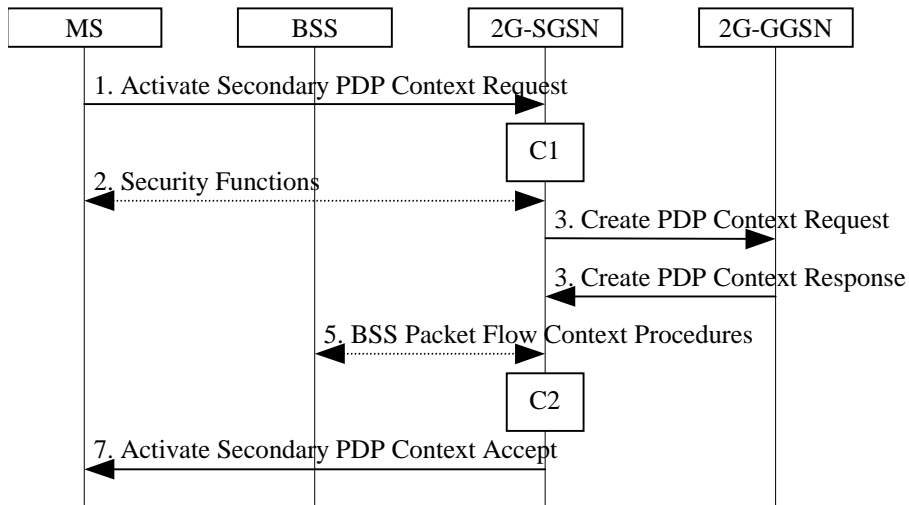 MS
BSS
2G-SGSN
2G-GGSN
1. Activate Secondary PDP Context Request
C1
2. Security Functions
3. Create PDP Context Request
3. Create PDP Context Response
5. BSS Packet Flow Context Procedures
C2
7. Activate Secondary PDP Context Accept